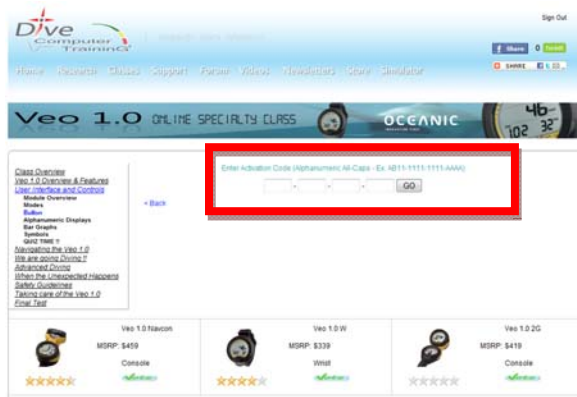 Dive
Computer
Training
Sign Out
Share 0 Tweet
SHARE
Home Research Classes Support Forum Videos Newsletters Store Simulator
Veo 1.0 ONLINE SPECIALTY CLASS
OCEANIC
Class Overview
Veo 1.0 Overview & Features
User Interface and Controls
Module Overview
Modes
Button
Alphanumeric Displays
Bar Graphs
Symbols
QUIZ TIME !!
Navigating the Veo 1.0
We are going Diving !!
Advanced Diving
When the Unexpected Happens
Safety Guidelines
Taking care of the Veo 1.0
Final Test
< Back
Enter Activation Code (Alphanumeric All-Caps - Ex. AB11-1111-1111-AAAA)
- - - GO
Veo 1.0 Navcon
MSRP: $459
Console
Veo 1.0 W
MSRP: $339
Wrist
Veo 1.0 2G
MSRP: $419
Console